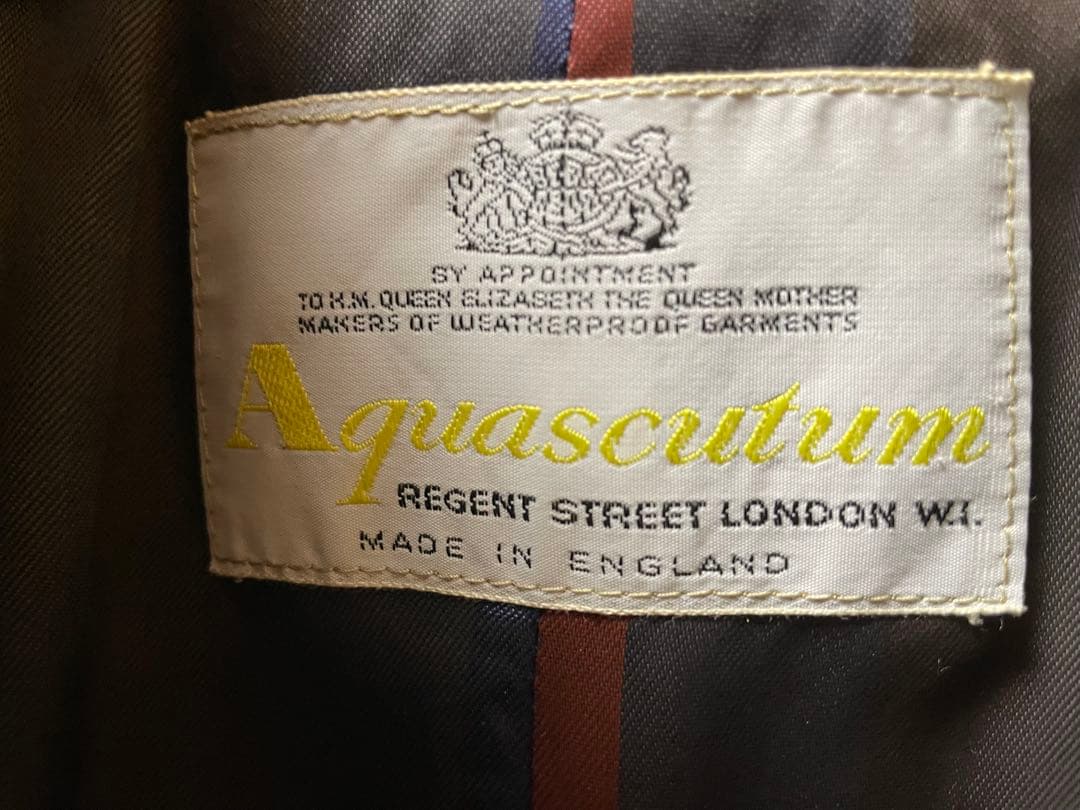 BY APPOINTMENT
TO H.M. QUEEN ELIZABETH THE QUEEN MOTHER
MAKERS OF WEATHERPROOF GARMENTS
Aquascutum
REGENT STREET LONDON W.1.
MADE IN ENGLAND